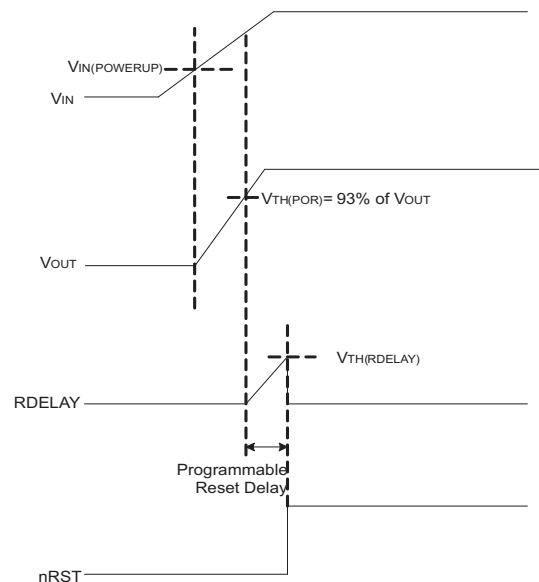 VIN(POWERUP)
VIN
VTH(POR)= 93% of VOUT
VOUT
VTH(RDELAY)
RDELAY
Programmable
Reset Delay
nRST